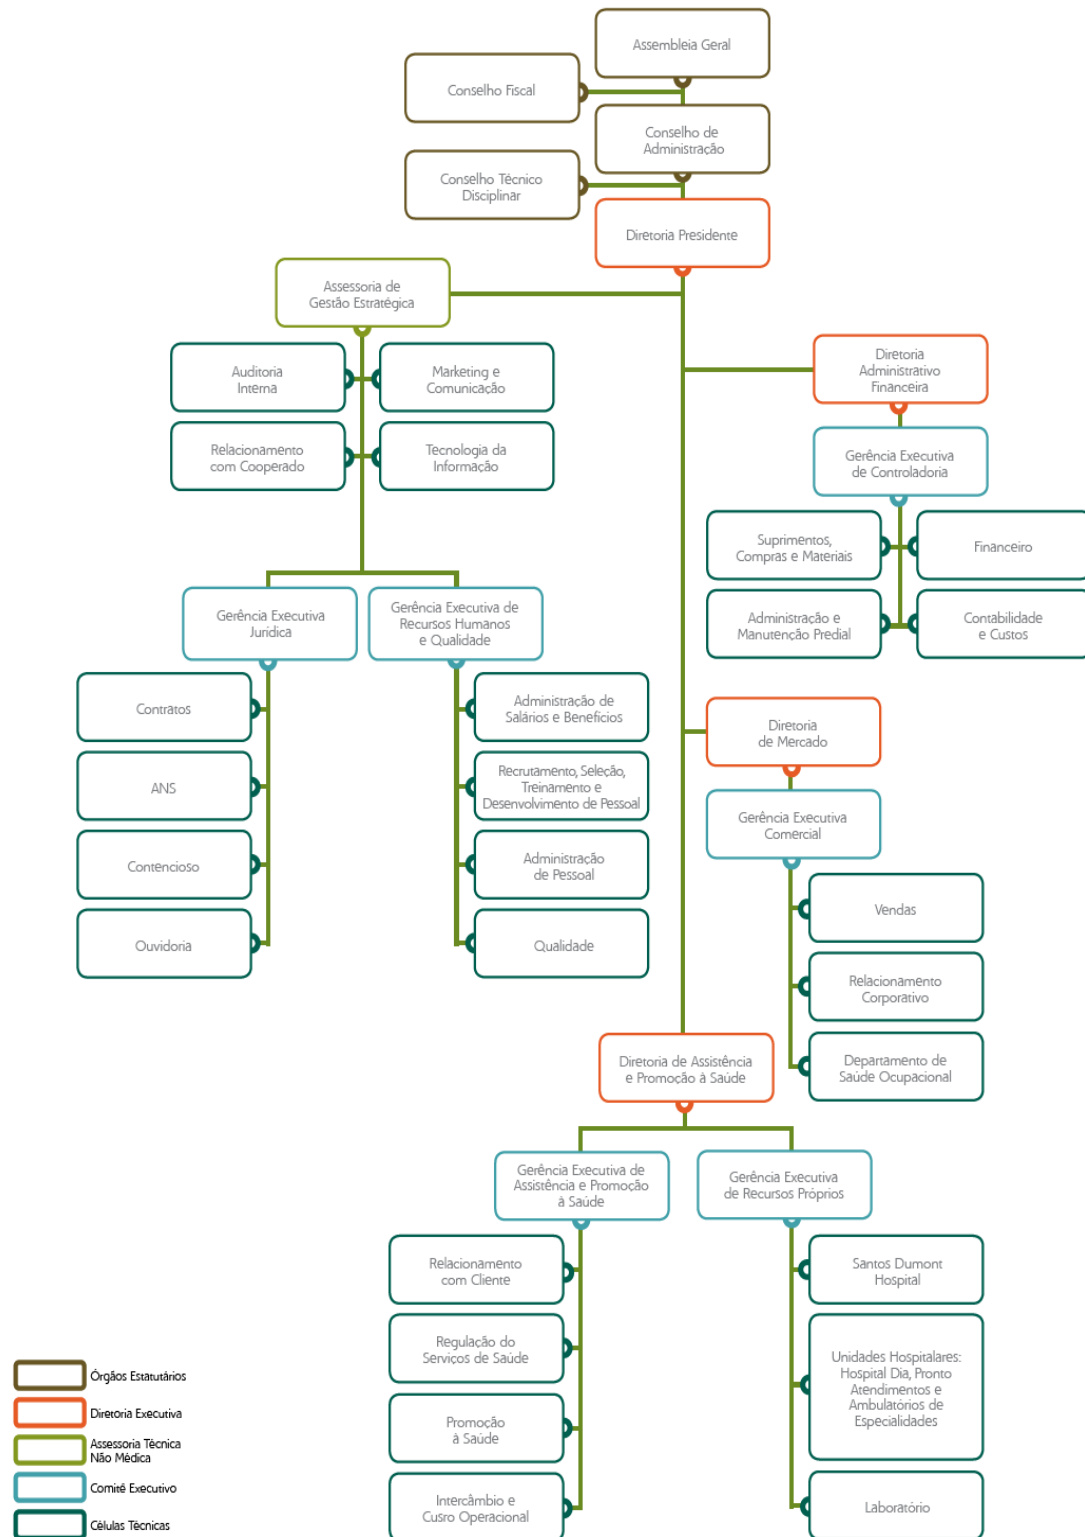 Assembleia Geral
Conselho Fiscal
Conselho de
Administração
Conselho Técnico
Disciplinar
Diretoria Presidente
Assessoria de
Gestão Estratégica
Auditoria
Interna
Marketing e
Comunicação
Relacionamento
com Cooperado
Tecnologia da
Informação
Diretoria
Administrativo
Financeira
Gerência Executiva
de Controladoria
Suprimentos,
Compras e Materiais
Financeiro
Administração e
Manutenção Predial
Contabilidade
e Custos
Gerência Executiva
Jurídica
Gerência Executiva de
Recursos Humanos
e Qualidade
Contratos
ANS
Contencioso
Ouvidoria
Administração de
Salários e Benefícios
Recrutamento, Seleção,
Treinamento e
Desenvolvimento de Pessoal
Administração
de Pessoal
Qualidade
Diretoria
de Mercado
Gerência Executiva
Comercial
Vendas
Relacionamento
Corporativo
Departamento de
Saúde Ocupacional
Diretoria de Assistência
e Promoção à Saúde
Gerência Executiva de
Assistência e Promoção
à Saúde
Gerência Executiva
de Recursos Próprios
Relacionamento
com Cliente
Regulação do
Serviços de Saúde
Promoção
à Saúde
Intercâmbio e
Cusro Operacional
Santos Dumont
Hospital
Unidades Hospitalares:
Hospital Dia, Pronto
Atendimentos e
Ambulatórios de
Especialidades
Laboratório
Órgãos Estatutários
Diretoria Executiva
Assessoria Técnica
Não Médica
Comitê Executivo
Células Técnicas